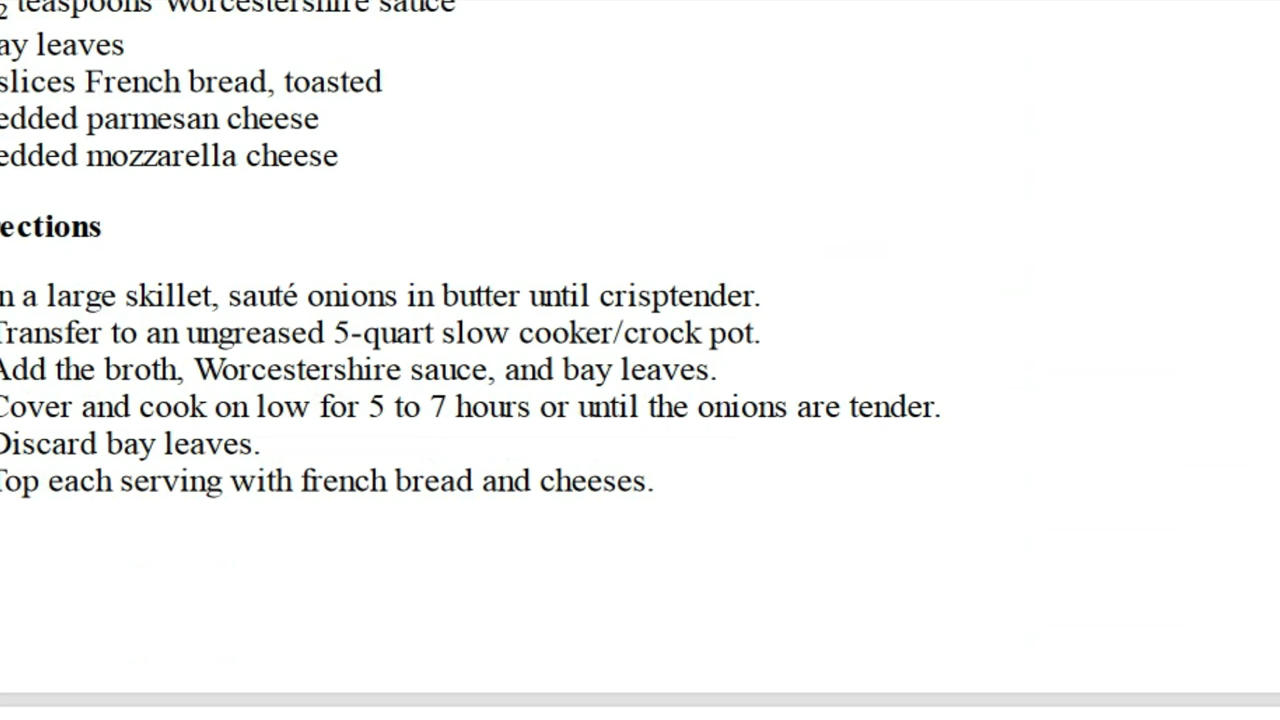 teaspoons Worcestershire sauce
ay leaves
slices French bread, toasted
edded parmesan cheese
edded mozzarella cheese
ections
n a large skillet, sauté onions in butter until crisptender.
Transfer to an ungreased 5-quart slow cooker/crock pot.
Add the broth, Worcestershire sauce, and bay leaves.
Cover and cook on low for 5 to 7 hours or until the onions are tender.
Discard bay leaves.
Top each serving with french bread and cheeses.